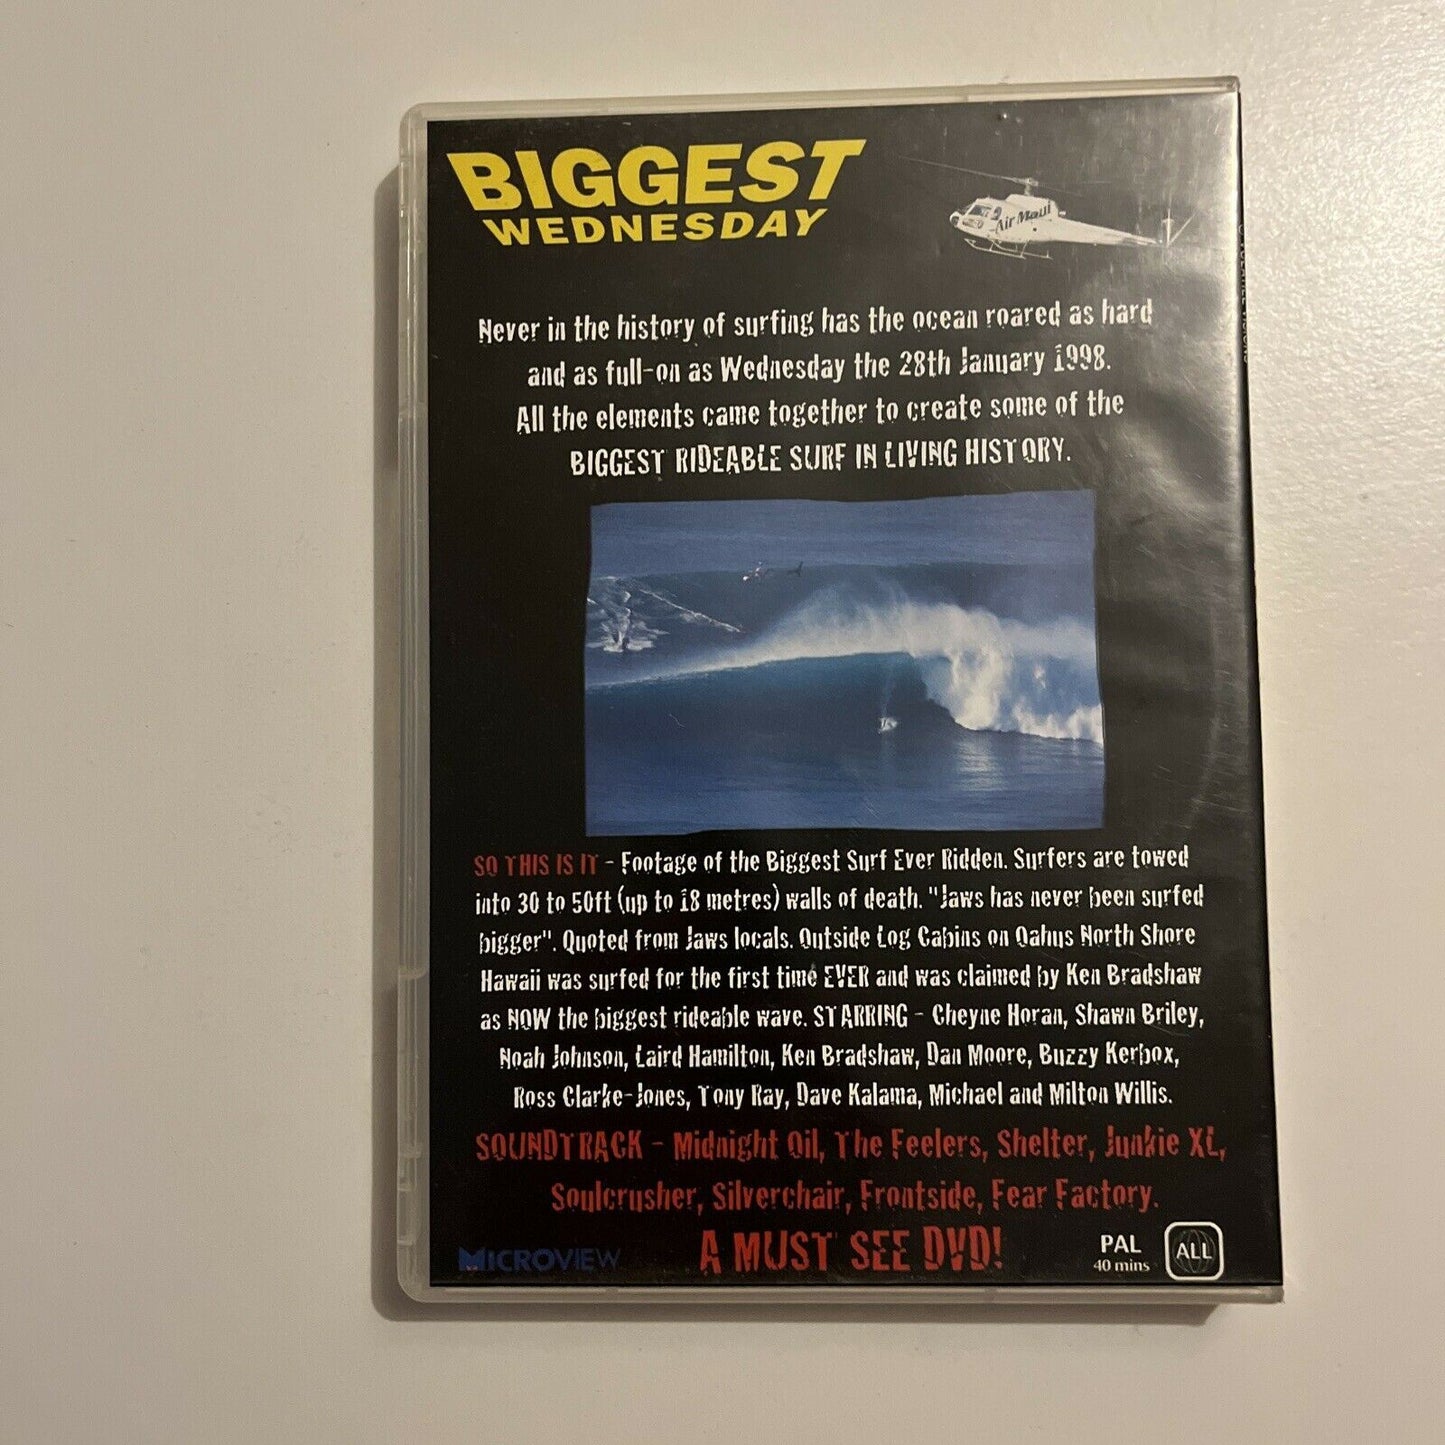 BIGGEST
WEDNESDAY
Air Maui
Never in the history of surfing has the ocean roared as hard
and as full-on as Wednesday the 28th January 1998.
All the elements came together to create some of the
BIGGEST RIDEABLE SURF IN LIVING HISTORY.
SO THIS IS IT - Footage of the Biggest Surf Ever Ridden. Surfers are towed
into 30 to 50ft (up to 18 metres) walls of death. "Jaws has never been surfed
bigger". Quoted from Jaws locals. Outside Log Cabins on Oahus North Shore
Hawaii was surfed for the first time EVER and was claimed by Ken Bradshaw
as NOW the biggest rideable wave. STARRING - Cheyne Horan, Shawn Briley,
Noah Johnson, Laird Hamilton, Ken Bradshaw, Dan Moore, Buzzy Kerbox,
Ross Clarke-Jones, Tony Ray, Dave Kalama, Michael and Milton Willis.
SOUNDTRACK - Midnight Oil, The Feelers, Shelter, Junkie XL,
Soulcrusher, Silverchair, Frontside, Fear Factory.
MICROVIEW
A MUST SEE DVD!
PAL
40 mins
ALL